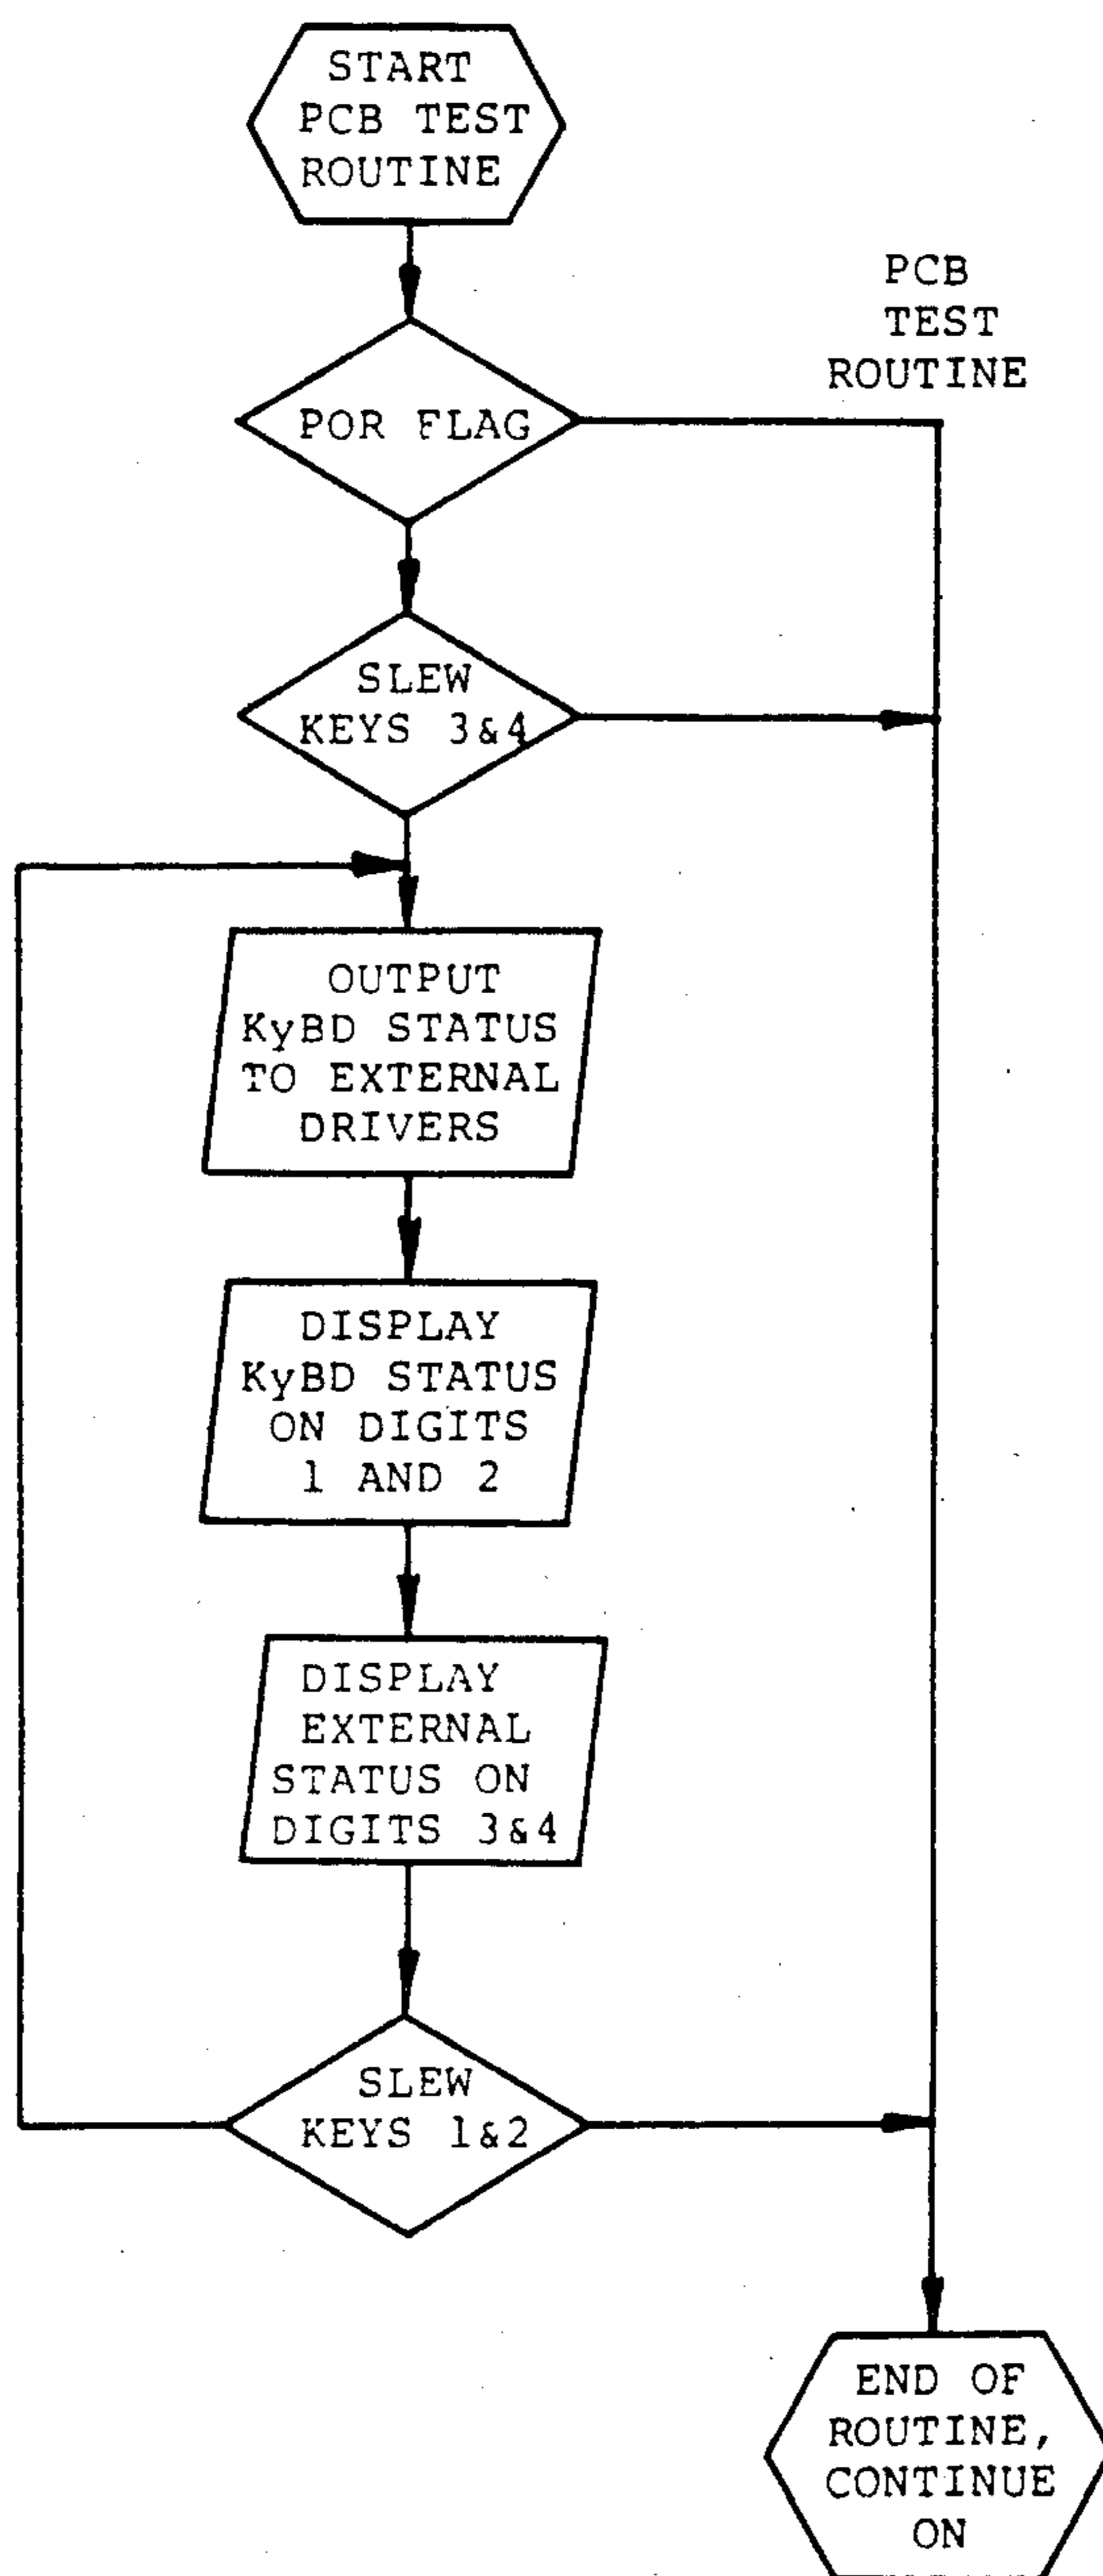 START
PCB TEST
ROUTINE
PCB
TEST
ROUTINE
POR FLAG
SLEW
KEYS 3&4
OUTPUT
KyBD STATUS
TO EXTERNAL
DRIVERS
DISPLAY
KyBD STATUS
ON DIGITS
1 AND 2
DISPLAY
EXTERNAL
STATUS ON
DIGITS 3&4
SLEW
KEYS 1&2
END OF
ROUTINE,
CONTINUE
ON